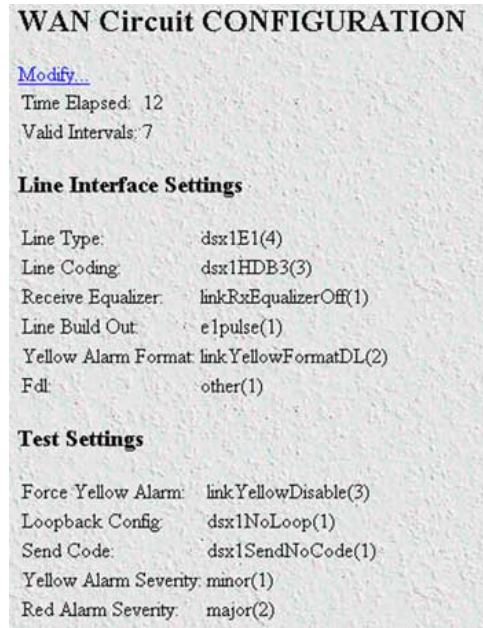 WAN Circuit CONFIGURATION
Modify...
Time Elapsed: 12
Valid Intervals: 7
Line Interface Settings
Line Type: dsx1E1(4)
Line Coding: dsx1HDB3(3)
Receive Equalizer: linkRxEqualizerOff(1)
Line Build Out: e1pulse(1)
Yellow Alarm Format: linkYellowFormatDL(2)
Fdl: other(1)
Test Settings
Force Yellow Alarm: linkYellowDisable(3)
Loopback Config: dsx1NoLoop(1)
Send Code: dsx1SendNoCode(1)
Yellow Alarm Severity: minor(1)
Red Alarm Severity: major(2)